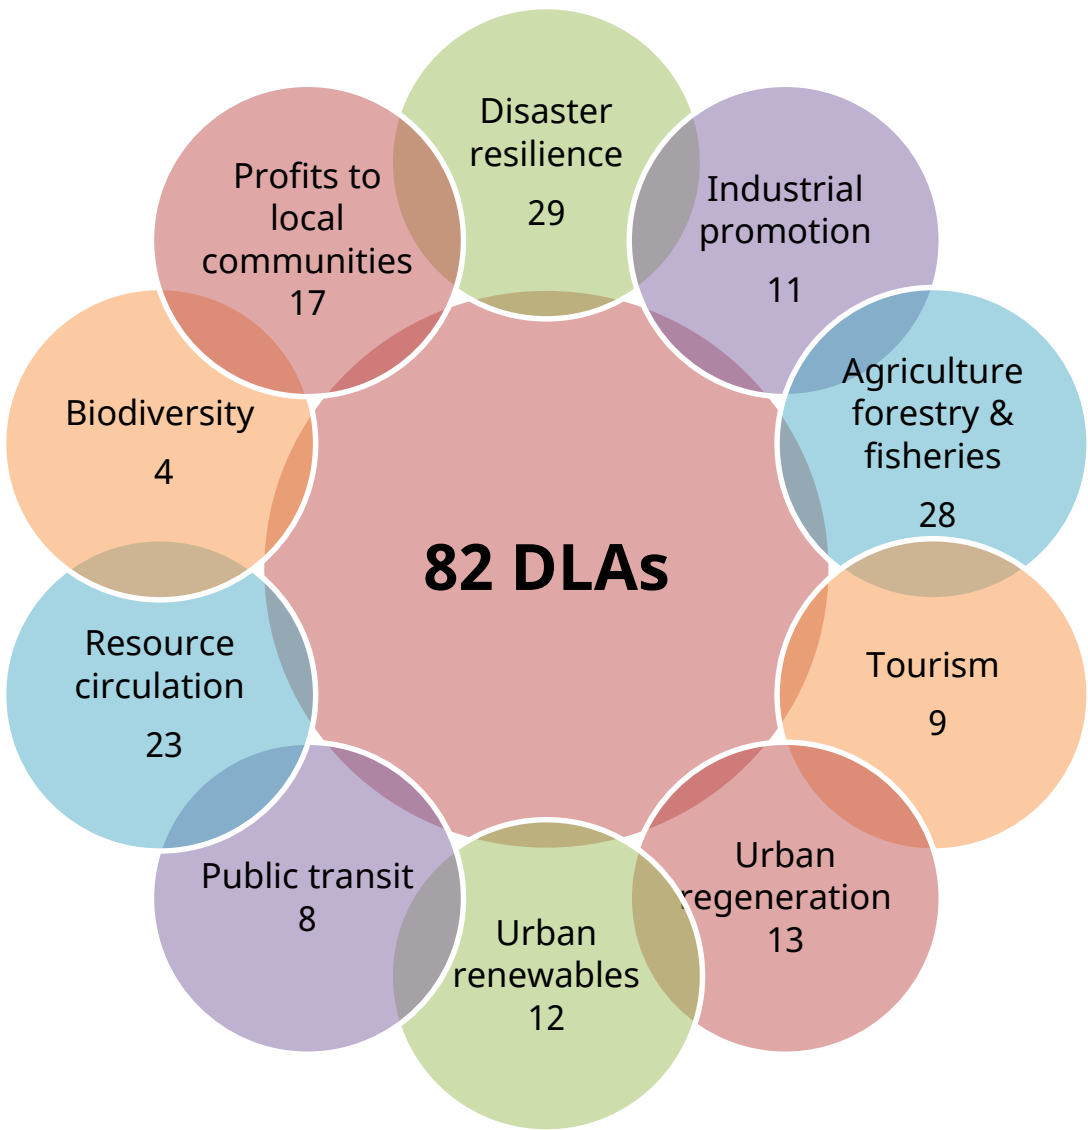 Disaster
resilience
29
Industrial
promotion
11
Agriculture
forestry &
fisheries
28
Tourism
9
Urban
regeneration
13
Urban
renewables
12
Public transit
8
Resource
circulation
23
Biodiversity
4
Profits to
local
communities
17
82 DLAs